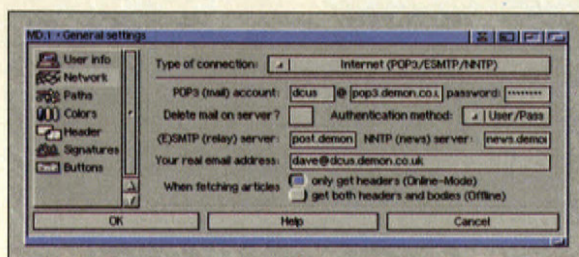 MD.1 • General settings
User info
Network
Paths
Colors
Header
Signatures
Buttons
Type of connection: Internet (POP3/ESMTP/NNTP)
POP3 (mail) account: dcus @ pop3.demon.co.u password: ********
Delete mail on server? Authentication method: User/Pass
(E)SMTP (relay) server: post.demon NNTP (news) server: news.demon
Your real email address: dave@dcus.demon.co.uk
When fetching articles only get headers (Online-Mode)
get both headers and bodies (Offline)
OK Help Cancel